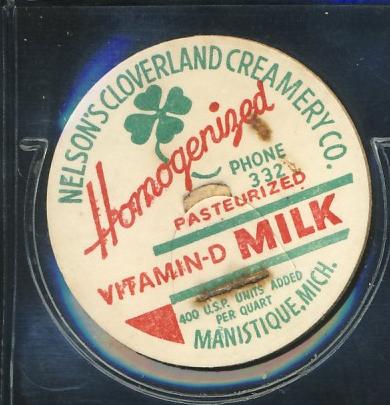 NELSON'S CLOVERLAND CREAMERY CO.
Homogenized
PHONE
332
PASTEURIZED
VITAMIN-D MILK
400 U.S.P. UNITS ADDED
PER QUART
MANISTIQUE, MICH.